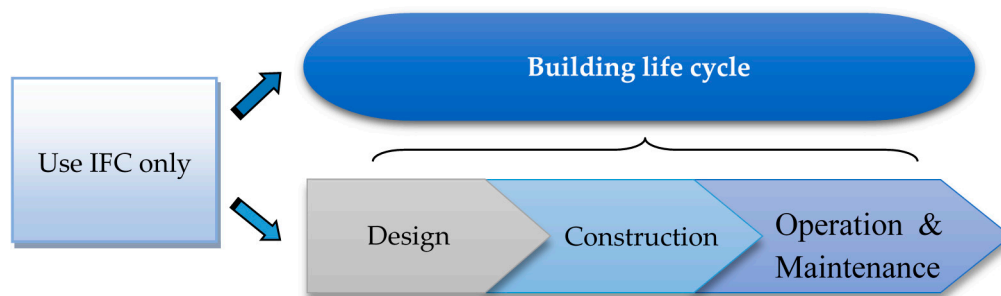 Building life cycle
Use IFC only
Design
Construction
Operation &
Maintenance